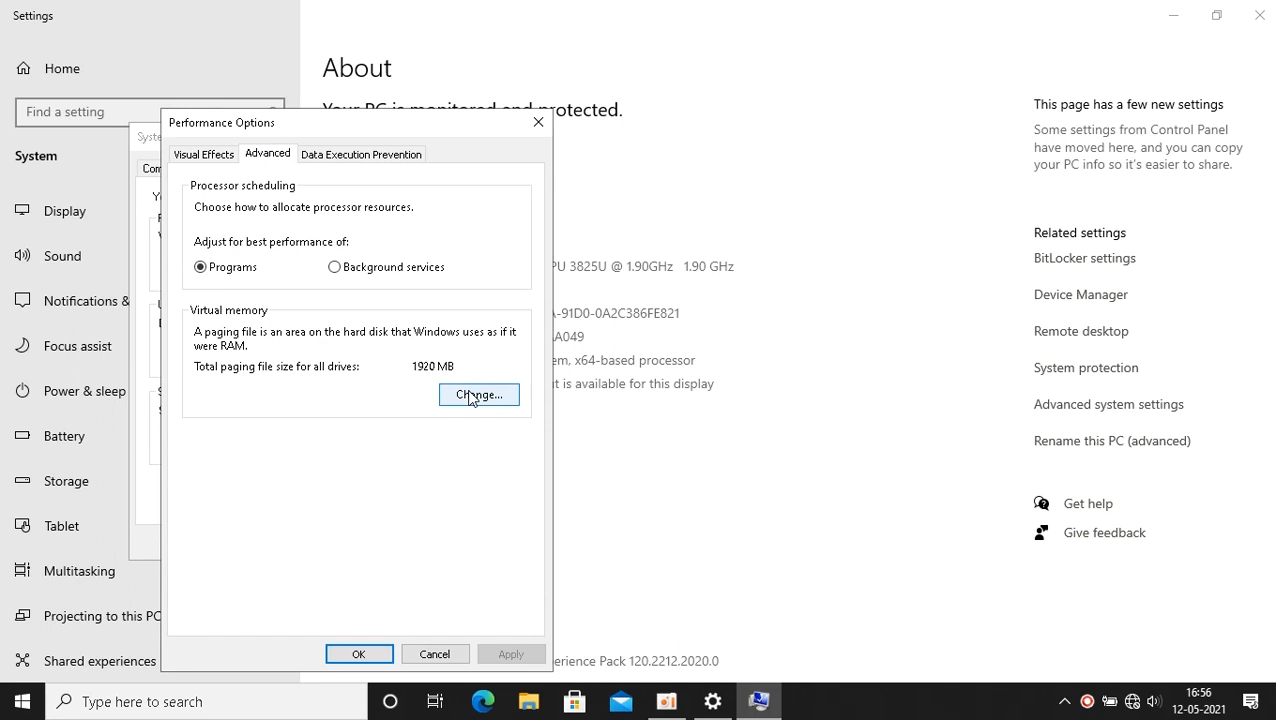 Settings
Home
Find a setting
System
Display
Sound
Notifications &
Focus assist
Power & sleep
Battery
Storage
Tablet
Multitasking
Projecting to this PC
Shared experiences
About
Your PC is monitored and protected.
PU 3825U @ 1.90GHz 1.90 GHz
-91D0-0A2C386FE821
A049
em, x64-based processor
t is available for this display
erience Pack 120.2212.2020.0
Performance Options
Visual Effects
Advanced
Data Execution Prevention
Processor scheduling
Choose how to allocate processor resources.
Adjust for best performance of:
Programs
Background services
Virtual memory
A paging file is an area on the hard disk that Windows uses as if it
were RAM.
Total paging file size for all drives: 1920 MB
Change...
OK
Cancel
Apply
This page has a few new settings
Some settings from Control Panel
have moved here, and you can copy
your PC info so it's easier to share.
Related settings
BitLocker settings
Device Manager
Remote desktop
System protection
Advanced system settings
Rename this PC (advanced)
Get help
Give feedback
Type here to search
16:56
12-05-2021